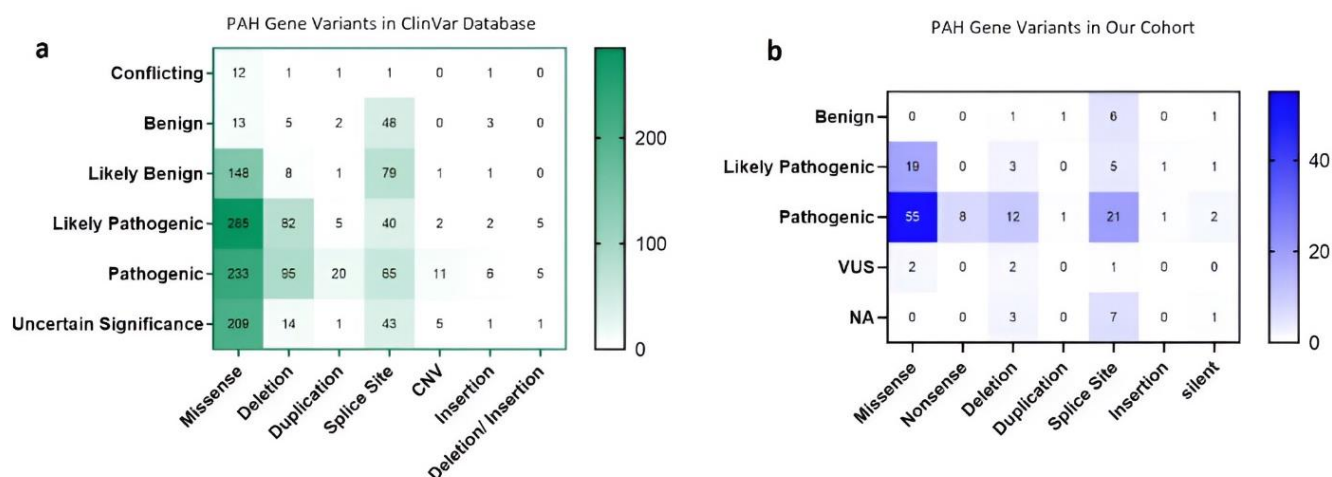 PAH Gene Variants in ClinVar Database
a
Conflicting 12 1 1 1 0 1 0
Benign 13 5 2 48 0 3 0
Likely Benign 148 8 1 79 1 1 0
Likely Pathogenic 285 82 5 40 2 2 5
Pathogenic 233 95 20 65 11 6 5
Uncertain Significance 209 14 1 43 5 1 1
Missense Deletion Duplication Splice Site CNV Insertion Deletion/ Insertion
200
100
0
PAH Gene Variants in Our Cohort
b
Benign 0 0 1 1 6 0 1
Likely Pathogenic 19 0 3 0 5 1 1
Pathogenic 55 8 12 1 21 1 2
VUS 2 0 2 0 1 0 0
NA 0 0 3 0 7 0 1
Missense Nonsense Deletion Duplication Splice Site Insertion silent
40
20
0